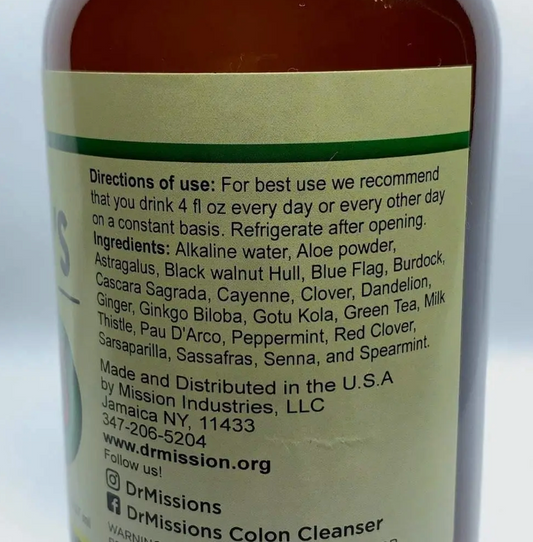 Directions of use: For best use we recommend
that you drink 4 fl oz every day or every other day
on a constant basis. Refrigerate after opening.
Ingredients: Alkaline water, Aloe powder,
Astragalus, Black walnut Hull, Blue Flag, Burdock,
Cascara Sagrada, Cayenne, Clover, Dandelion,
Ginger, Ginkgo Biloba, Gotu Kola, Green Tea, Milk
Thistle, Pau D'Arco, Peppermint, Red Clover,
Sarsaparilla, Sassafras, Senna, and Spearmint.
Made and Distributed in the U.S.A
by Mission Industries, LLC
Jamaica NY, 11433
347-206-5204
www.drmission.org
Follow us!
DrMissions
DrMissions Colon Cleanser